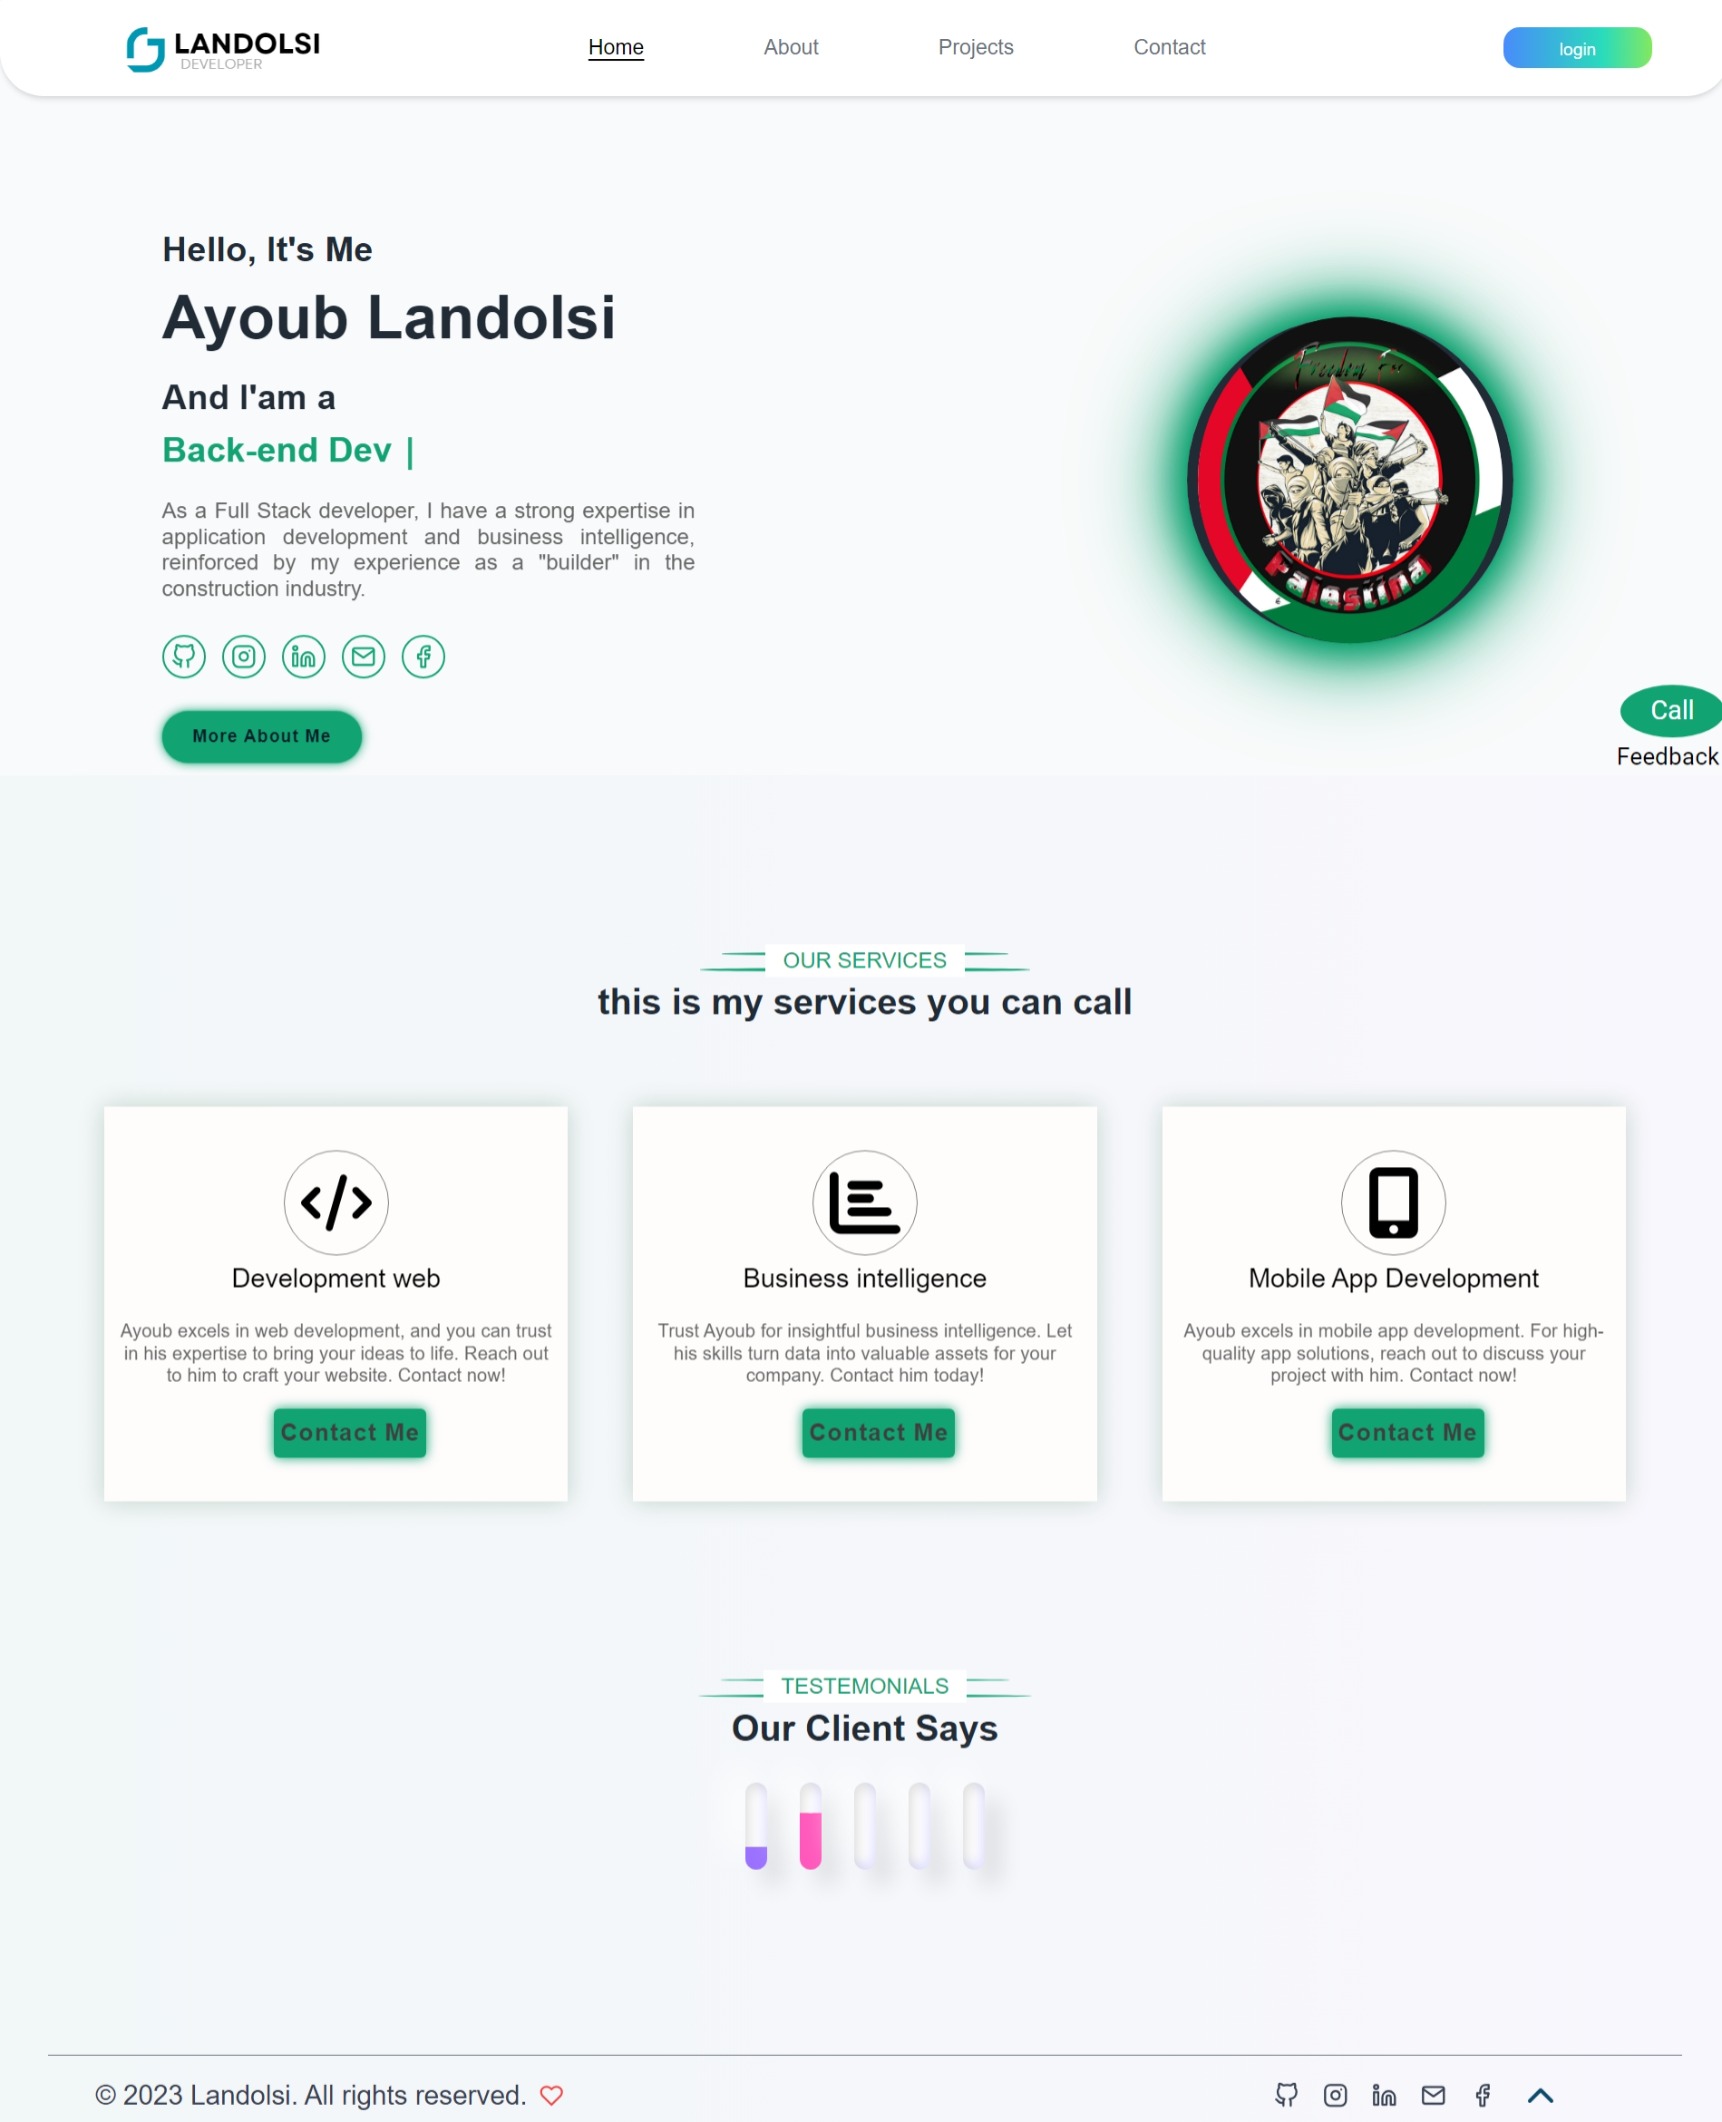 LANDOLSI
DEVELOPER
Home
About
Projects
Contact
login
Hello, It's Me
Ayoub Landolsi
And I'am a
Back-end Dev |
As a Full Stack developer, I have a strong expertise in
application development and business intelligence,
reinforced by my experience as a "builder" in the
construction industry.
More About Me
Palastiina
Call
Feedback
OUR SERVICES
this is my services you can call
Development web
Ayoub excels in web development, and you can trust
in his expertise to bring your ideas to life. Reach out
to him to craft your website. Contact now!
Contact Me
Business intelligence
Trust Ayoub for insightful business intelligence. Let
his skills turn data into valuable assets for your
company. Contact him today!
Contact Me
Mobile App Development
Ayoub excels in mobile app development. For high-
quality app solutions, reach out to discuss your
project with him. Contact now!
Contact Me
TESTEMONIALS
Our Client Says
© 2023 Landolsi. All rights reserved.